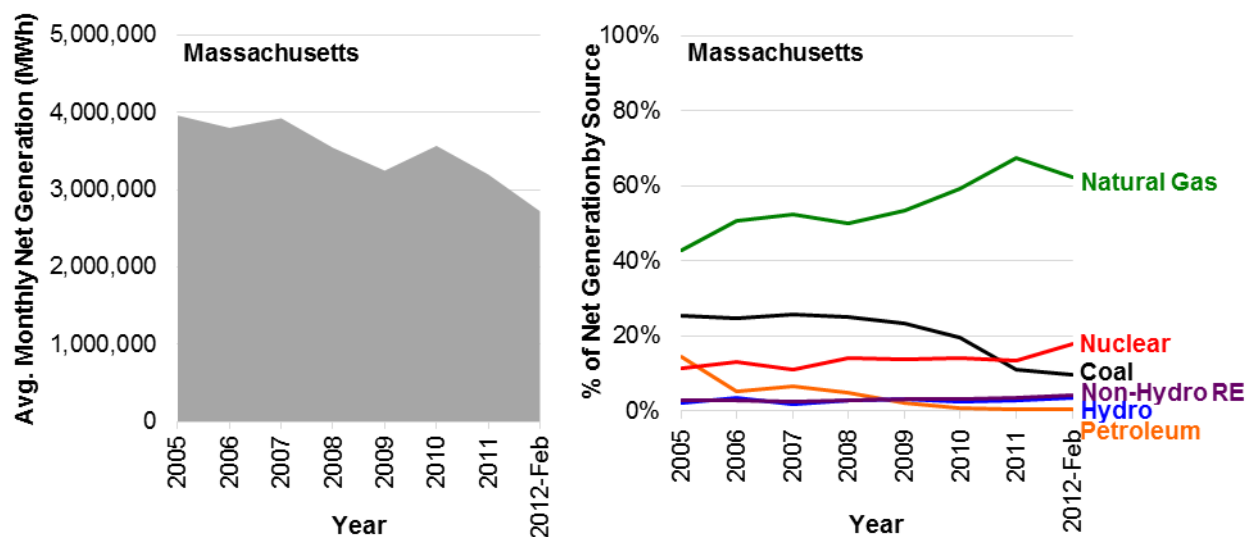 Avg. Monthly Net Generation (MWh)
5,000,000
4,000,000
3,000,000
2,000,000
1,000,000
0
Massachusetts
2005
2006
2007
2008
2009
2010
2011
2012-Feb
Year
% of Net Generation by Source
100%
80%
60%
40%
20%
0%
Massachusetts
Natural Gas
Nuclear
Coal
Non-Hydro RE
Hydro
Petroleum
2005
2006
2007
2008
2009
2010
2011
2012-Feb
Year